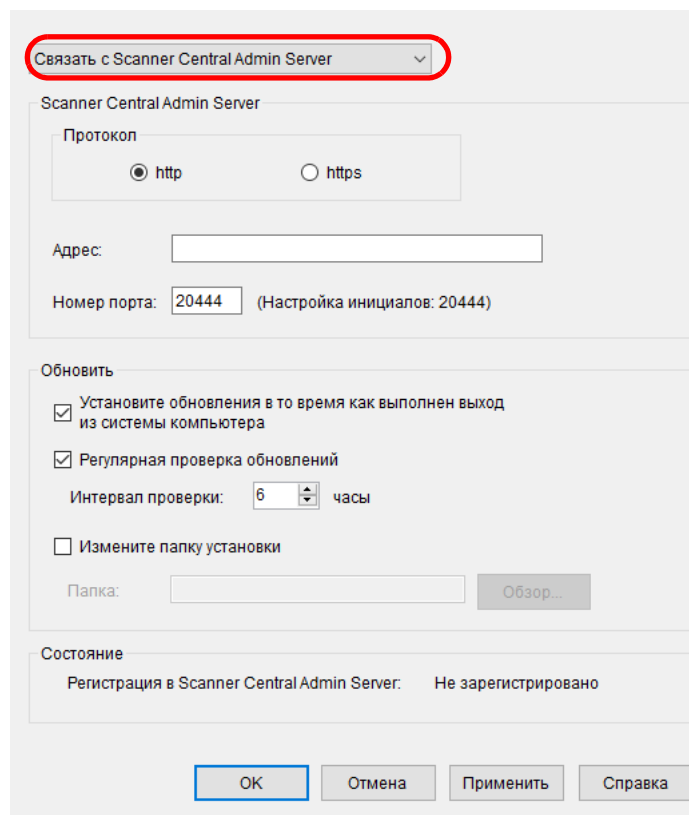 Связать с Scanner Central Admin Server
Scanner Central Admin Server
Протокол
http
https
Адрес:
Номер порта: 20444 (Настройка инициалов: 20444)
Обновить
Установите обновления в то время как выполнен выход
из системы компьютера
Регулярная проверка обновлений
Интервал проверки: 6 часы
Измените папку установки
Папка: Обзор...
Состояние
Регистрация в Scanner Central Admin Server: Не зарегистрировано
OK Отмена Применить Справка